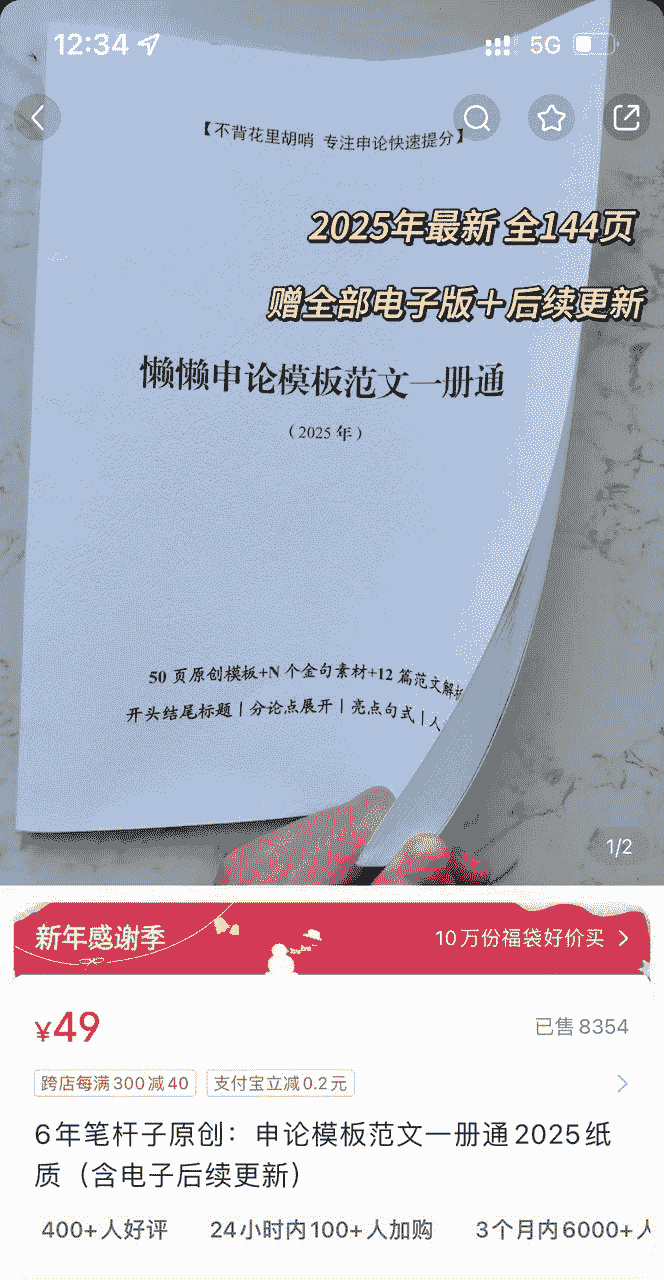 12:34
5G
【不背花里胡哨 专注申论快速提分】
2025年最新 全144页
赠全部电子版＋后续更新
懒懒申论模板范文一册通
（2025 年）
50 页原创模板+N 个金句素材+12 篇范文解析
开头结尾标题｜分论点展开｜亮点句式｜人
1/2
新年感谢季
10万份福袋好价买
¥49
已售 8354
跨店每满300减40
支付宝立减0.2元
6年笔杆子原创：申论模板范文一册通2025纸
质（含电子后续更新）
400+人好评
24小时内100+人加购
3个月内6000+人